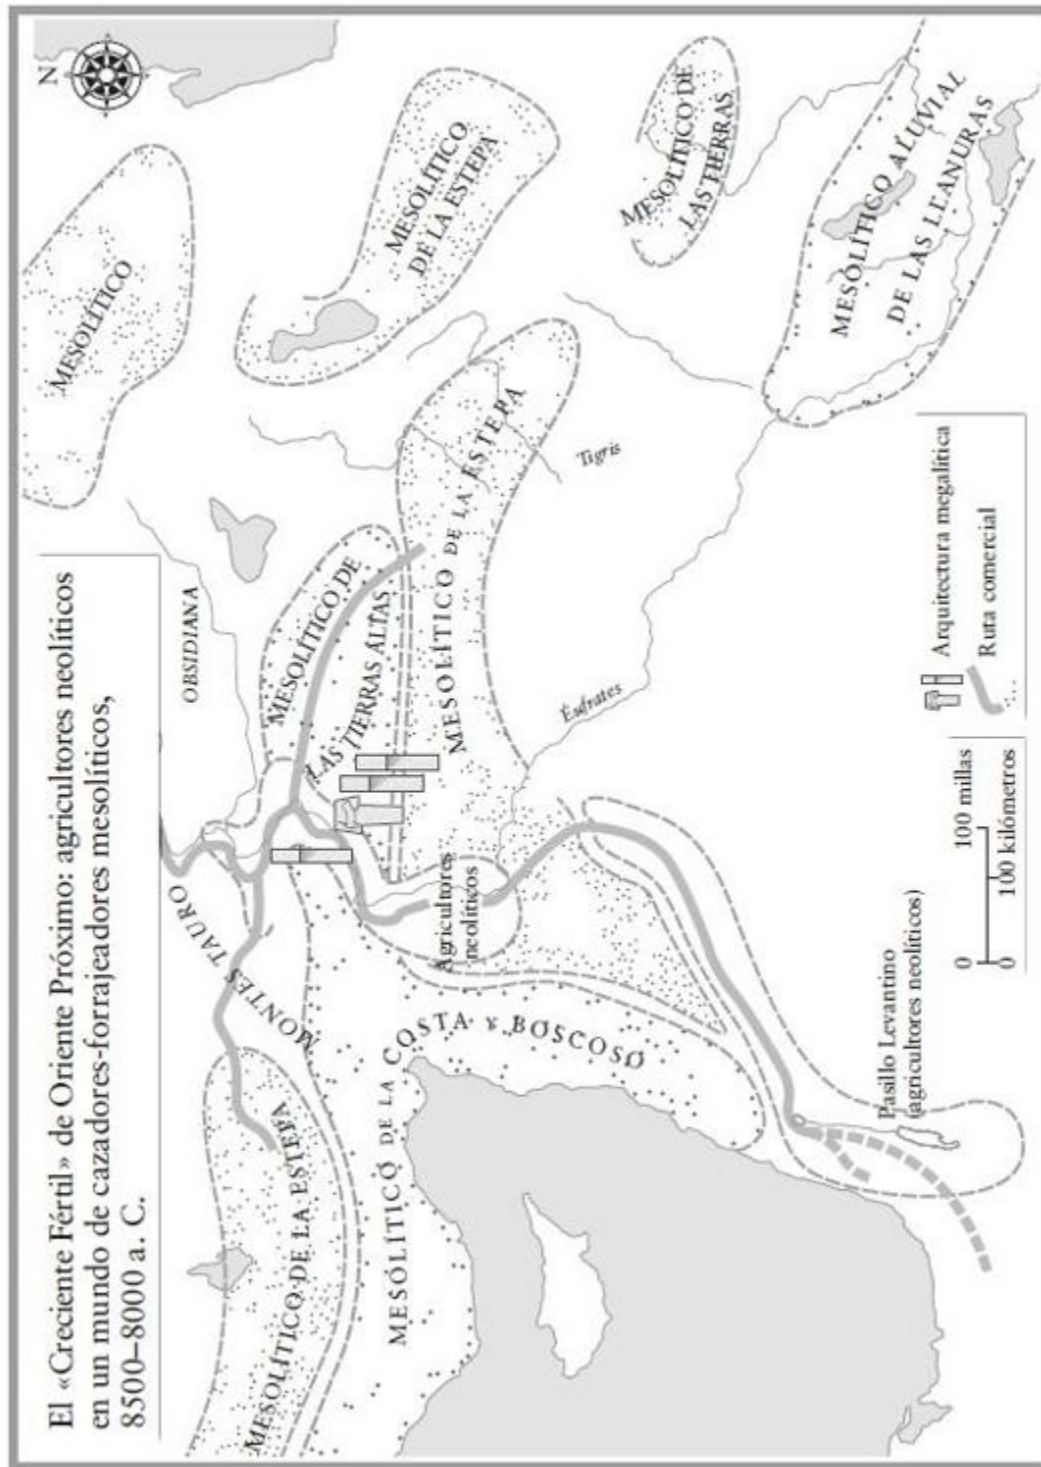 El «Creciente Fértil» de Oriente Próximo: agricultores neolíticos
en un mundo de cazadores-forrajeadores mesolíticos,
8500–8000 a. C.
N
MESOLÍTICO
MESOLÍTICO
DE LA ESTEPA
OBSIDIANA
MONTES TAURO
MESOLÍTICO DE
LAS TIERRAS ALTAS
MESOLÍTICO DE
LAS TIERRAS
MESOLÍTICO DE LA ESTEPA
MESOLÍTICO DE LA ESTEPA
Tigris
MESOLÍTICO DE LA COSTA Y BOSCOSO
Agricultores
neolíticos
Éufrates
MESOLÍTICO ALUVIAL
DE LAS LLANURAS
Pasillo Levantino
(agricultores neolíticos)
0 100 millas
0 100 kilómetros
Arquitectura megalítica
Ruta comercial